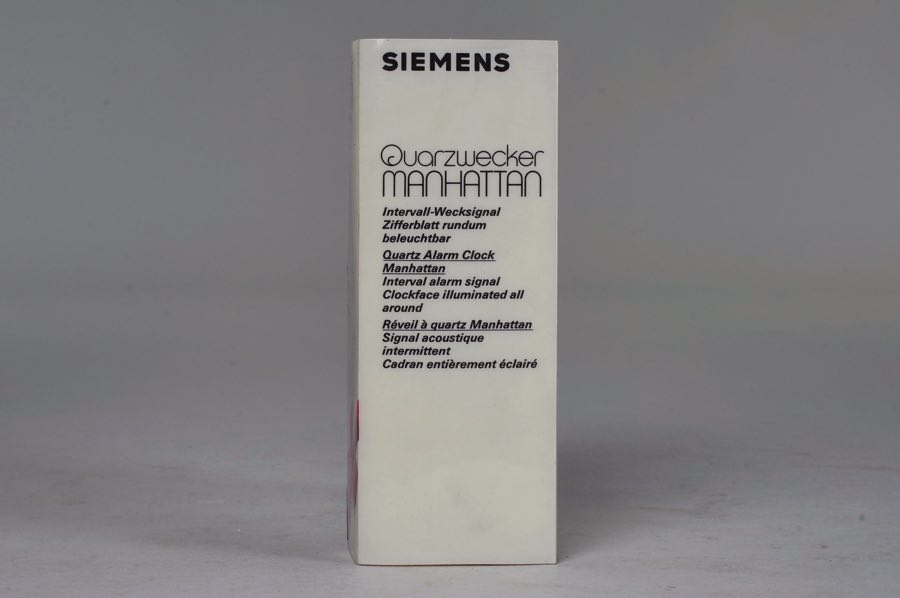 SIEMENS
Quarzwecker
MANHATTAN
Intervall-Wecksignal
Zifferblatt rundum
beleuchtbar
Quartz Alarm Clock
Manhattan
Interval alarm signal
Clockface illuminated all
around
Réveil à quartz Manhattan
Signal acoustique
intermittent
Cadran entièrement éclairé